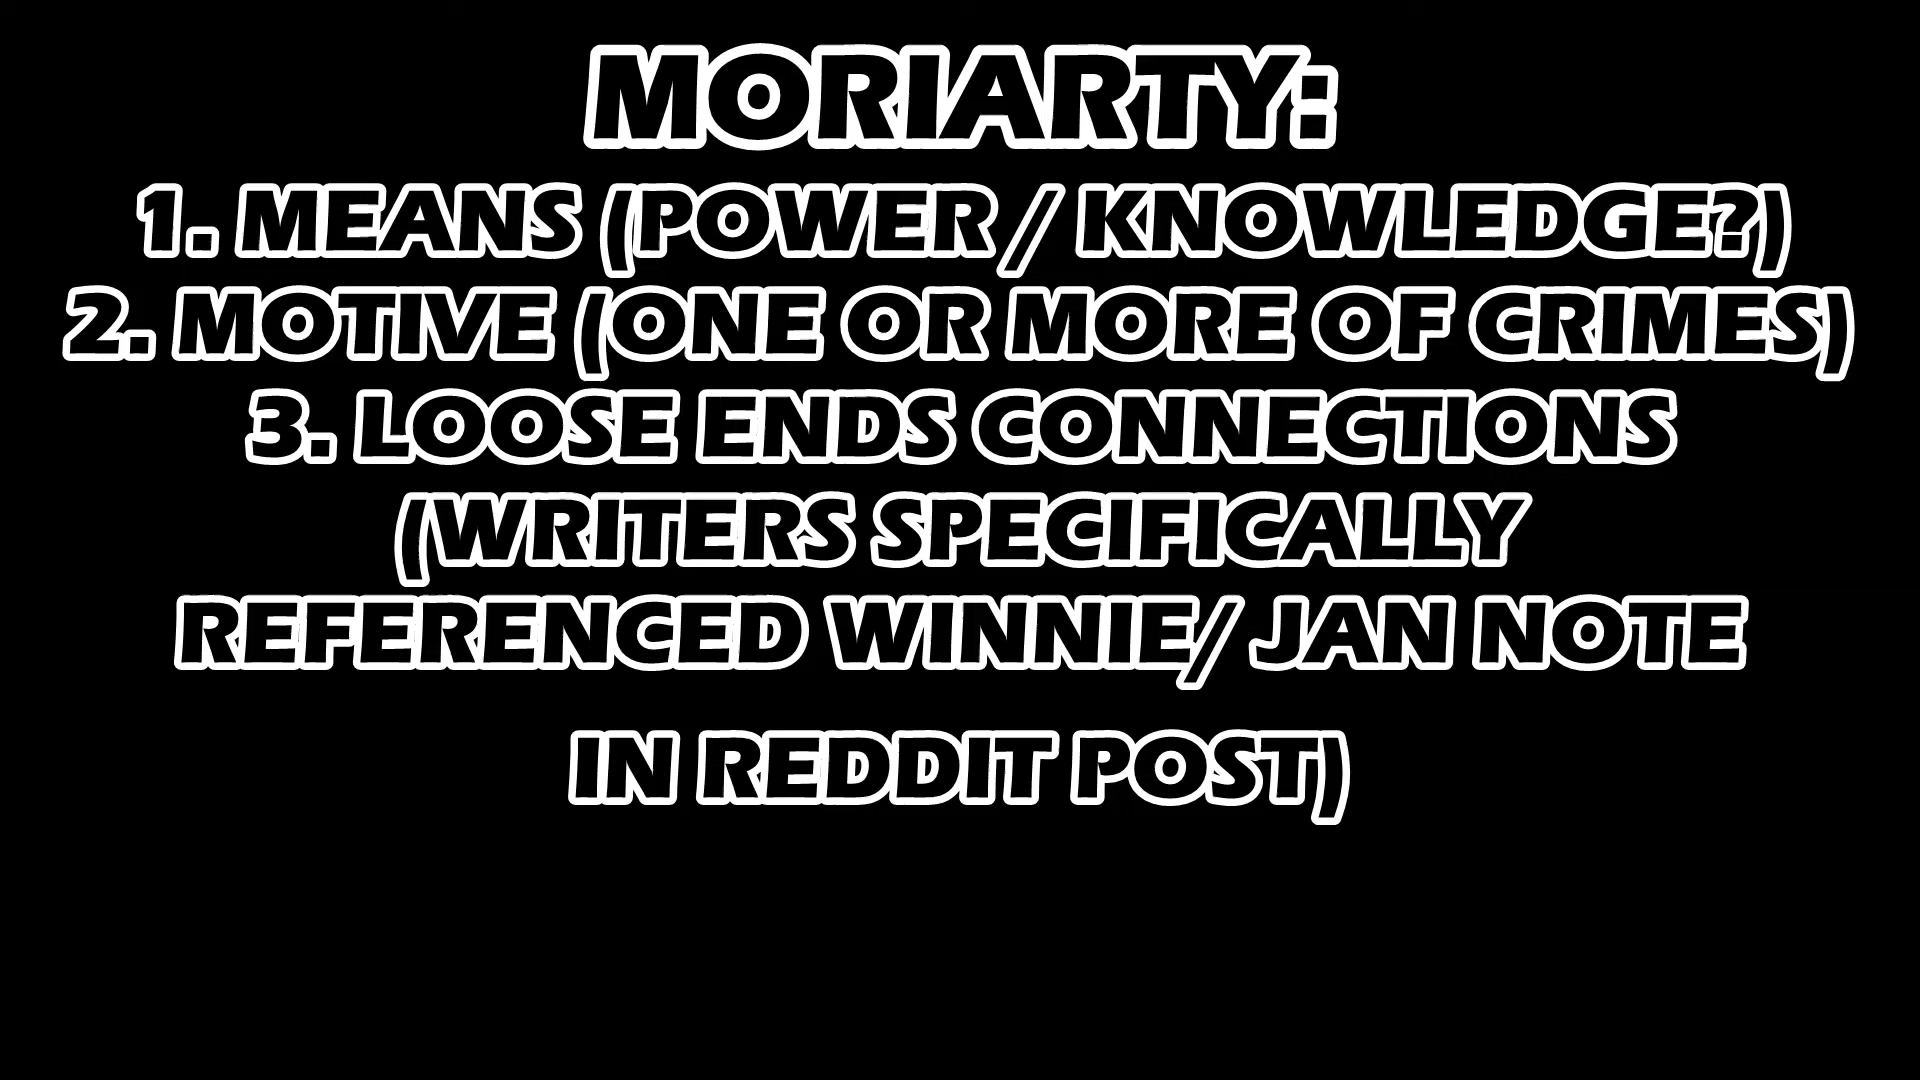 MORIARTY:
1. MEANS (POWER/ KNOWLEDGE?)
2. MOTIVE (ONE OR MORE OF CRIMES)
3. LOOSE ENDS CONNECTIONS
(WRITERS SPECIFICALLY
REFERENCED WINNIE/ JAN NOTE
IN REDDIT POST)